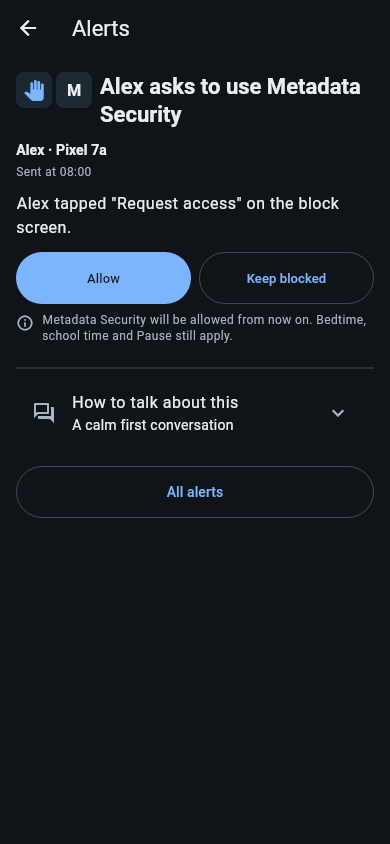 Alerts
M
Alex asks to use Metadata
Security
Alex · Pixel 7a
Sent at 08:00
Alex tapped "Request access" on the block
screen.
Allow
Keep blocked
Metadata Security will be allowed from now on. Bedtime,
school time and Pause still apply.
How to talk about this
A calm first conversation
All alerts